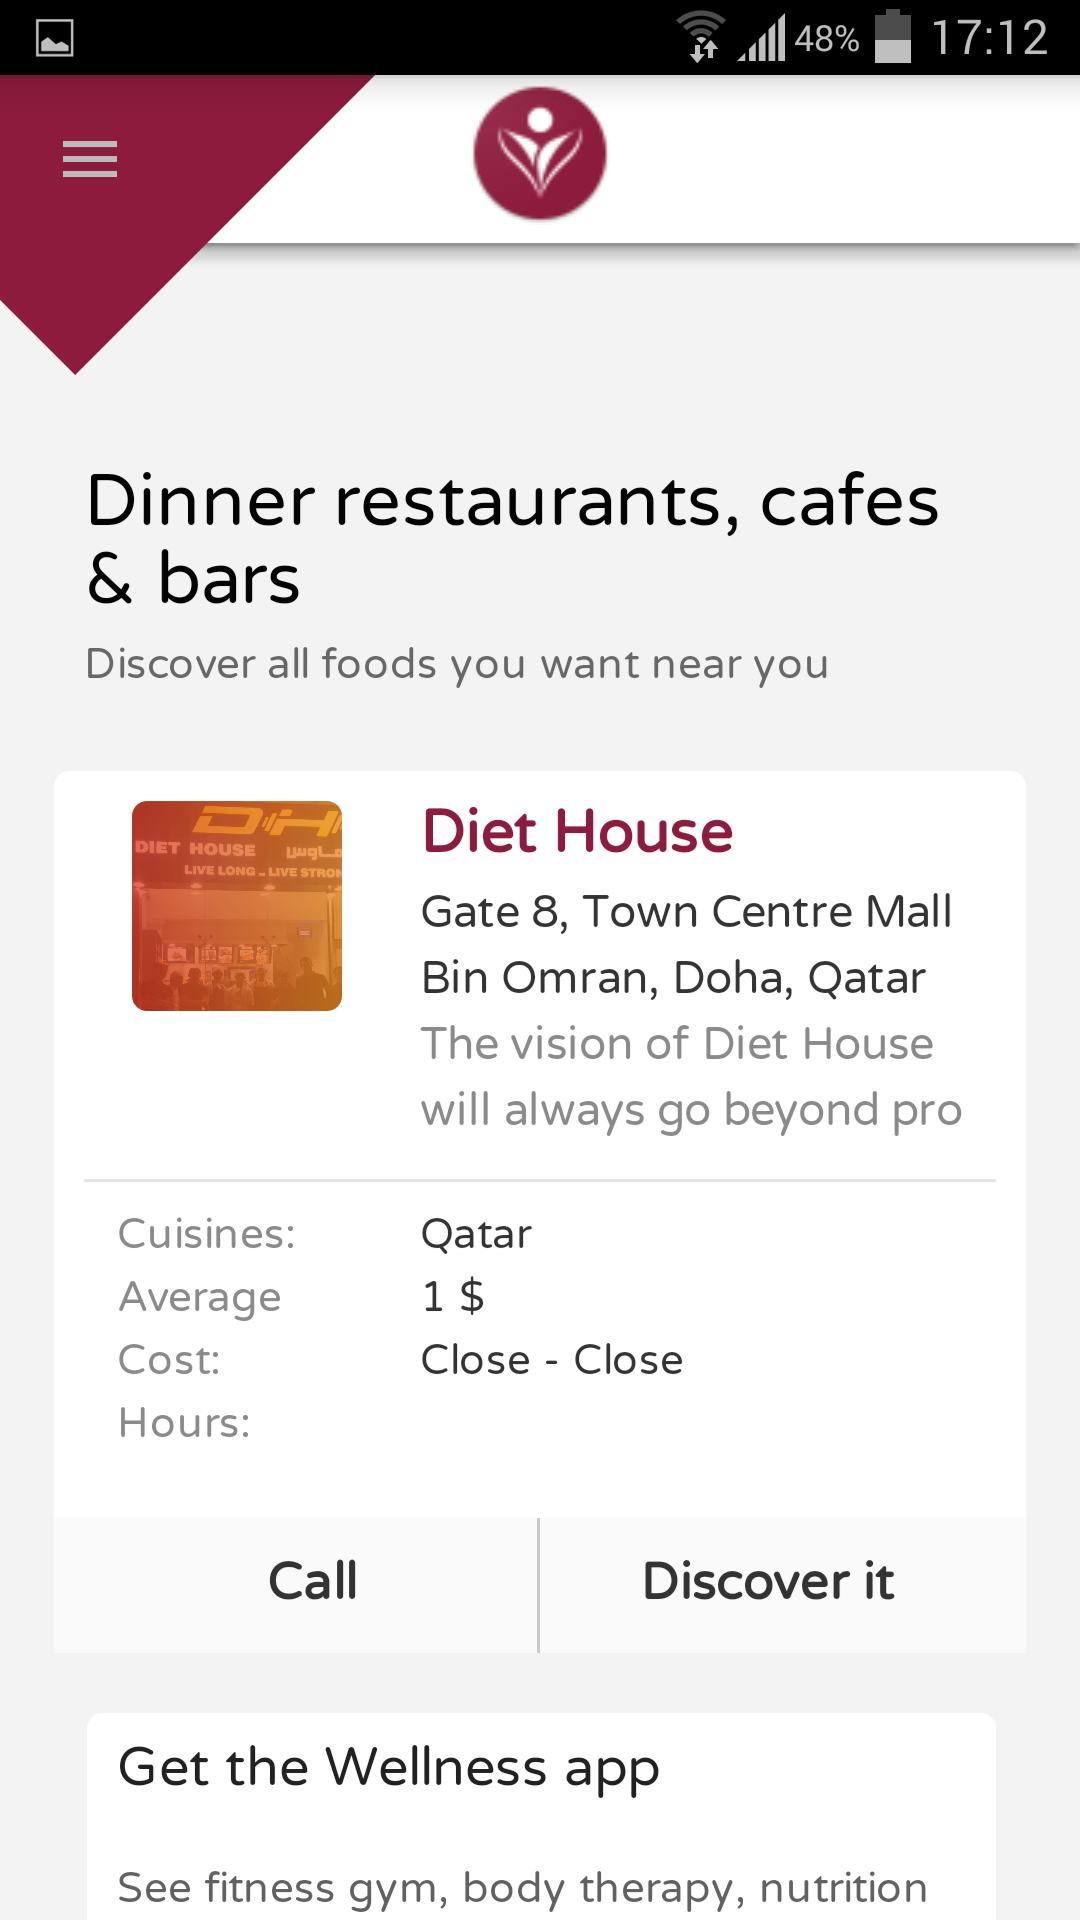 48% 17:12
Dinner restaurants, cafes
& bars
Discover all foods you want near you
DIET HOUSE
LIVE LONG - LIVE STRON
Diet House
Gate 8, Town Centre Mall
Bin Omran, Doha, Qatar
The vision of Diet House
will always go beyond pro
Cuisines: Qatar
Average 1 $
Cost: Close - Close
Hours:
Call Discover it
Get the Wellness app
See fitness gym, body therapy, nutrition